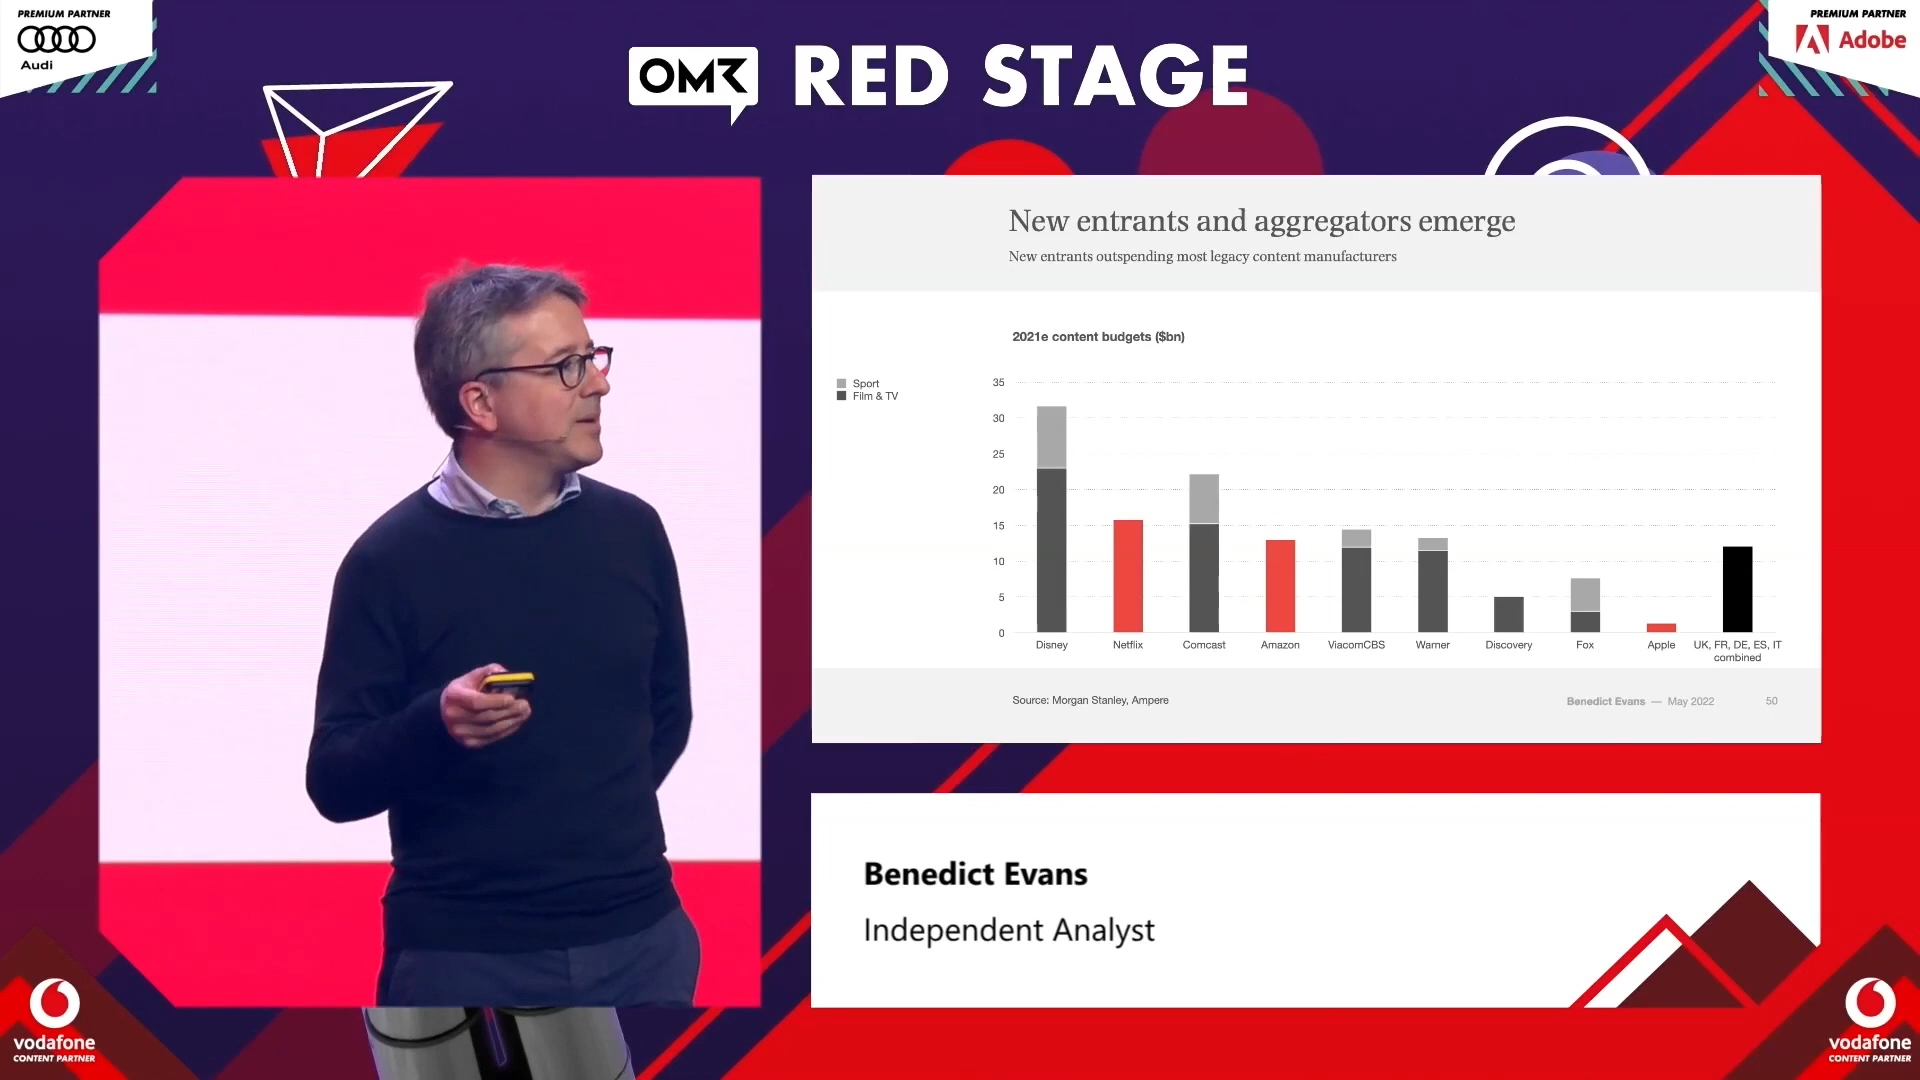 PREMIUM PARTNER
Audi
OMR RED STAGE
PREMIUM PARTNER
Adobe
New entrants and aggregators emerge
New entrants outspending most legacy content manufacturers
2021e content budgets ($bn)
Sport
Film & TV
35
30
25
20
15
10
5
0
Disney
Netflix
Comcast
Amazon
ViacomCBS
Warner
Discovery
Fox
Apple
UK, FR, DE, ES, IT
combined
Source: Morgan Stanley, Ampere
Benedict Evans — May 2022
50
Benedict Evans
Independent Analyst
vodafone
CONTENT PARTNER
vodafone
CONTENT PARTNER